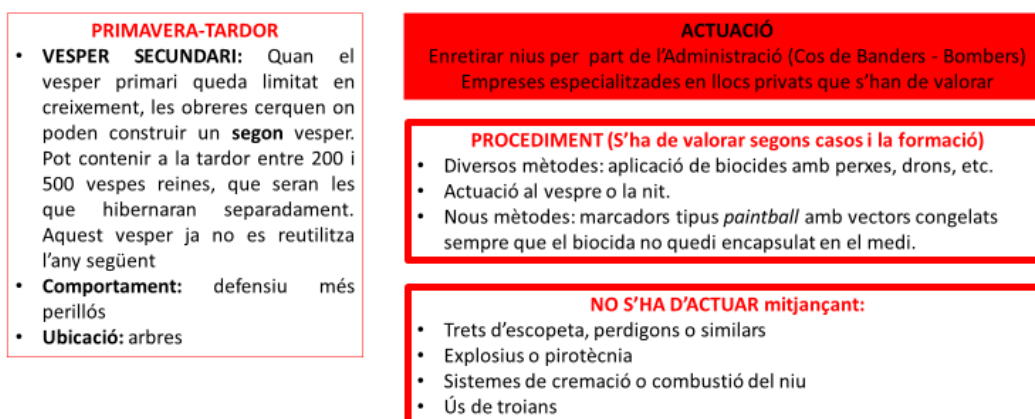 PRIMAVERA-TARDOR
• VESPER SECUNDARI: Quan el
vesper primari queda limitat en
creixement, les obreres cerquen on
poden construir un segon vesper.
Pot contenir a la tardor entre 200 i
500 vespes reines, que seran les
que hibernaran separadament.
Aquest vesper ja no es reutilitza
l'any següent
• Comportament: defensiu més
perillós
• Ubicació: arbres
ACTUACIÓ
Enretirar nius per part de l'Administració (Cos de Banders - Bombers)
Empreses especialitzades en llocs privats que s'han de valorar
PROCEDIMENT (S'ha de valorar segons casos i la formació)
• Diversos mètodes: aplicació de biocides amb perxes, drons, etc.
• Actuació al vespre o la nit.
• Nous mètodes: marcadors tipus paintball amb vectors congelats
sempre que el biocida no quedi encapsulat en el medi.
NO S'HA D'ACTUAR mitjançant:
• Trets d'escopeta, perdigons o similars
• Explosius o pirotècnia
• Sistemes de cremació o combustió del niu
• Ús de troians